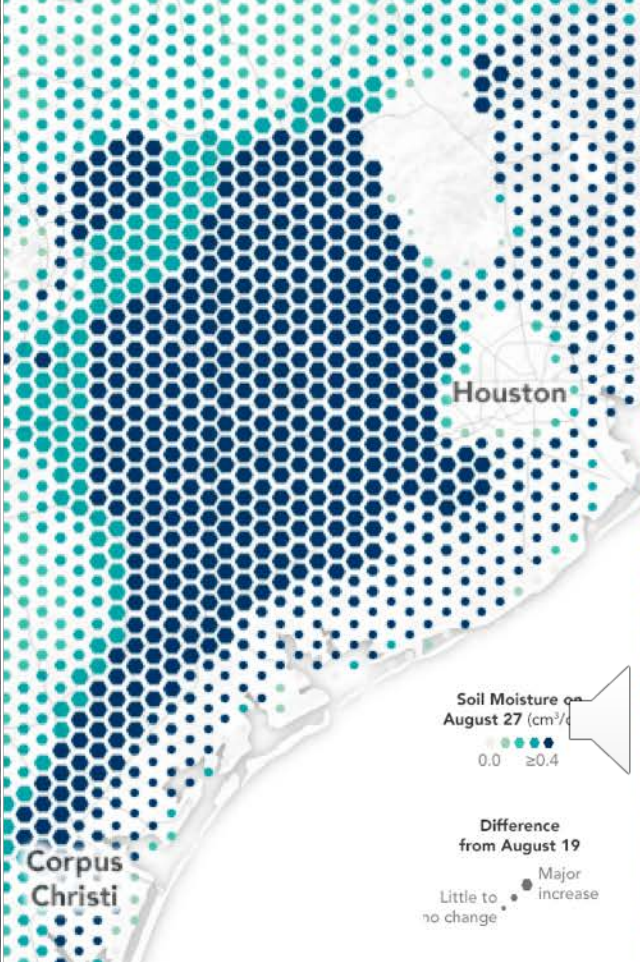 Houston
Soil Moisture on
August 27 (cm³/c
0.0 ≥0.4
Difference
from August 19
Major
increase
Little to
no change
Corpus
Christi